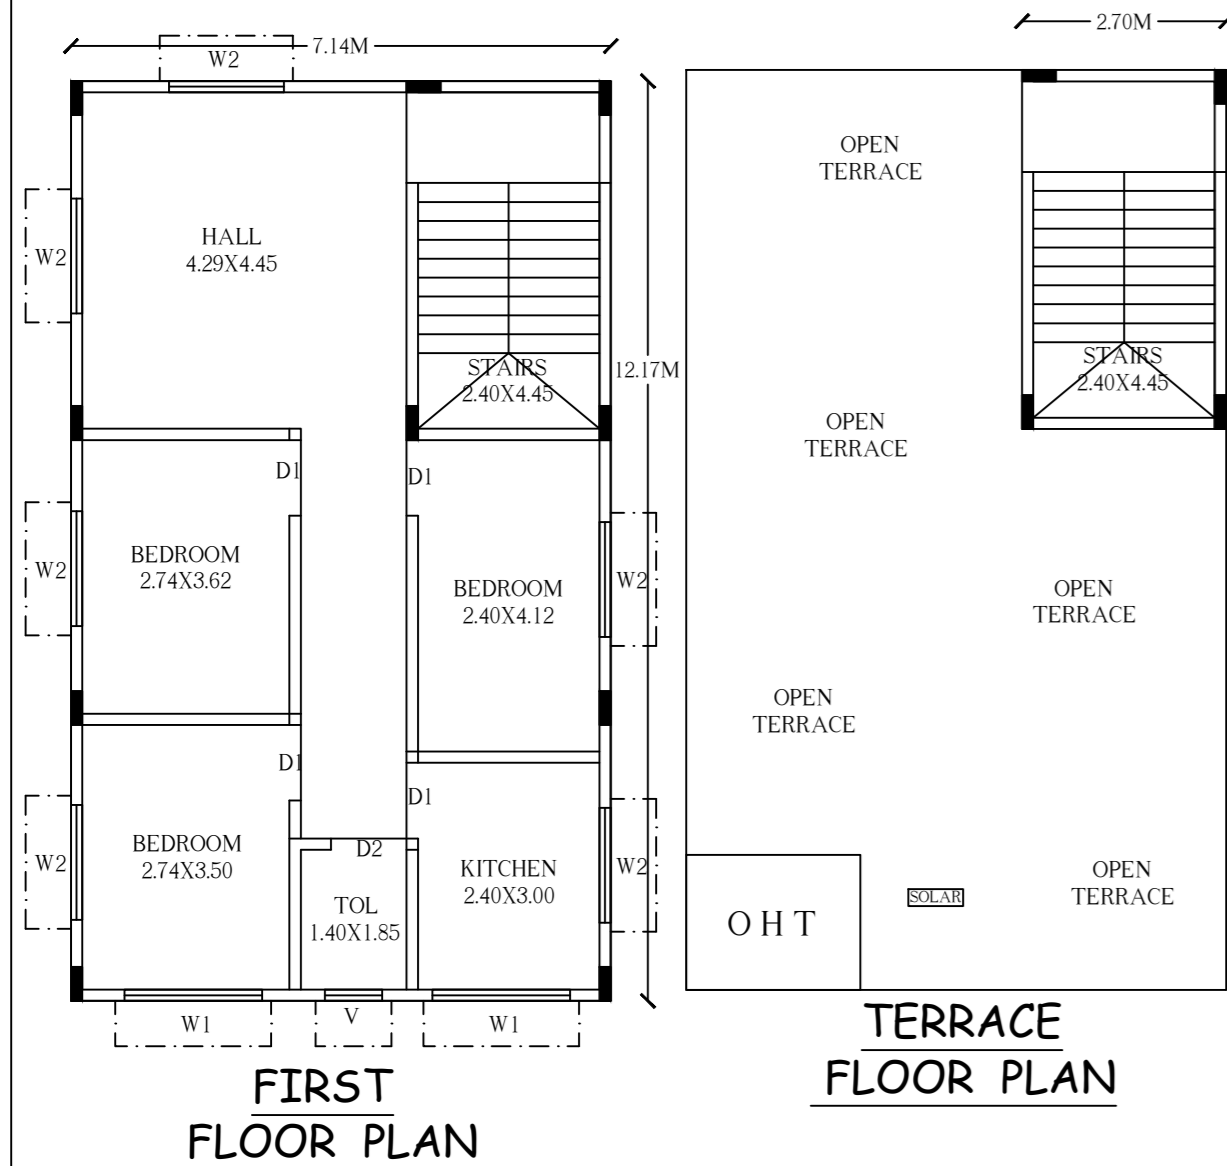 7.14M
W2
HALL
4.29X4.45
W2
STAIRS
2.40X4.45
12.17M
D1
D1
BEDROOM
2.74X3.62
W2
BEDROOM
2.40X4.12
W2
D1
D1
BEDROOM
2.74X3.50
W2
D2
KITCHEN
2.40X3.00
W2
TOL
1.40X1.85
W1
V
W1
FIRST
FLOOR PLAN
2.70M
OPEN
TERRACE
STAIRS
2.40X4.45
OPEN
TERRACE
OPEN
TERRACE
OPEN
TERRACE
OPEN
TERRACE
SOLAR
OHT
TERRACE
FLOOR PLAN